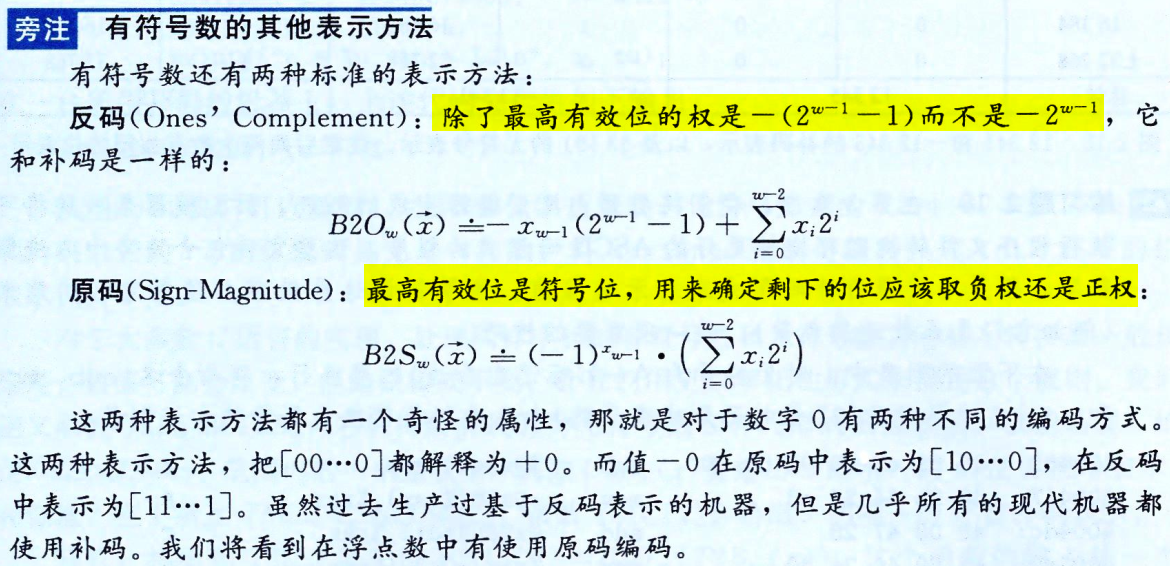 旁注 有符号数的其他表示方法
有符号数还有两种标准的表示方法：
反码(Ones' Complement)：除了最高有效位的权是-(2^{w-1}-1)而不是-2^{w-1}，它
和补码是一样的：
B2O_w(\vec{x}) ≐ -x_{w-1}(2^{w-1}-1) + \sum_{i=0}^{w-2} x_i 2^i
原码(Sign-Magnitude)：最高有效位是符号位，用来确定剩下的位应该取负权还是正权：
B2S_w(\vec{x}) ≐ (-1)^{x_{w-1}} · (\sum_{i=0}^{w-2} x_i 2^i)
这两种表示方法都有一个奇怪的属性，那就是对于数字0有两种不同的编码方式。
这两种表示方法，把[00…0]都解释为+0。而值-0在原码中表示为[10…0]，在反码
中表示为[11…1]。虽然过去生产过基于反码表示的机器，但是几乎所有的现代机器都
使用补码。我们将看到在浮点数中有使用原码编码。